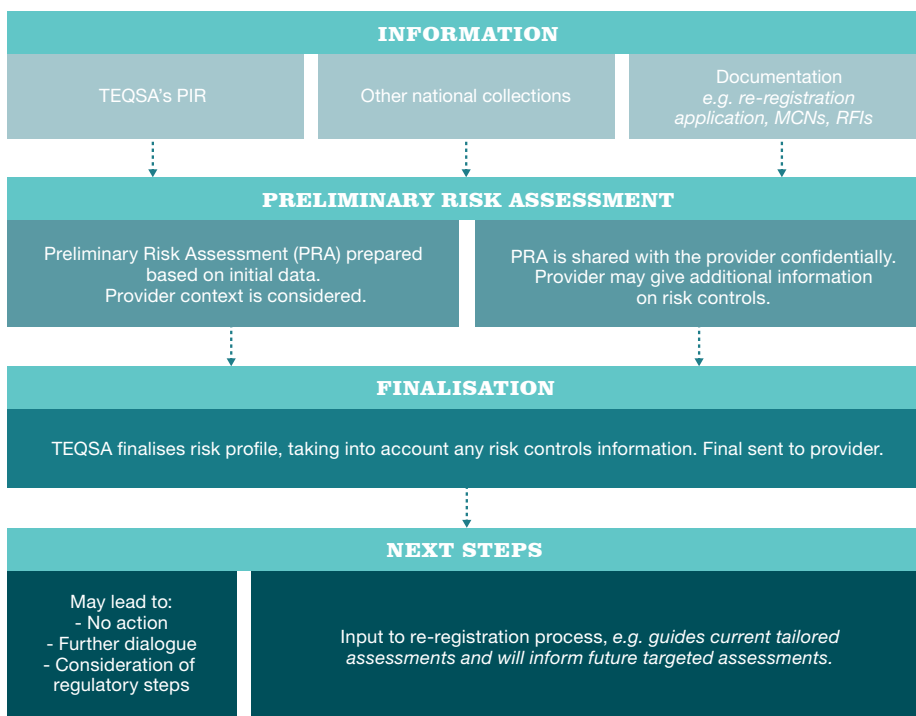 INFORMATION
TEQSA's PIR
Other national collections
Documentation
e.g. re-registration
application, MCNs, RFIs
PRELIMINARY RISK ASSESSMENT
Preliminary Risk Assessment (PRA) prepared
based on initial data.
Provider context is considered.
PRA is shared with the provider confidentially.
Provider may give additional information
on risk controls.
FINALISATION
TEQSA finalises risk profile, taking into account any risk controls information. Final sent to provider.
NEXT STEPS
May lead to:
- No action
- Further dialogue
- Consideration of
regulatory steps
Input to re-registration process, e.g. guides current tailored
assessments and will inform future targeted assessments.